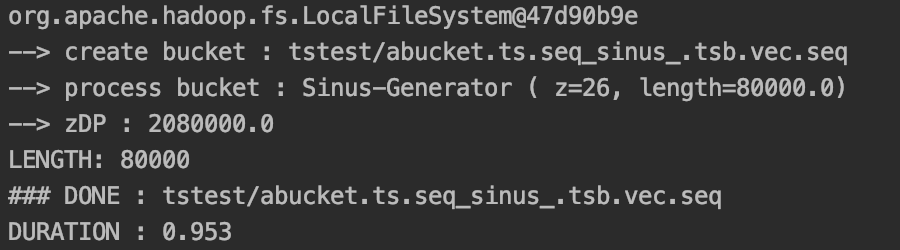 org.apache.hadoop.fs.LocalFileSystem@47d90b9e
--> create bucket : tstest/abucket.ts.seq_sinus_.tsb.vec.seq
--> process bucket : Sinus-Generator ( z=26, length=80000.0)
--> zDP : 2080000.0
LENGTH: 80000
### DONE : tstest/abucket.ts.seq_sinus_.tsb.vec.seq
DURATION : 0.953